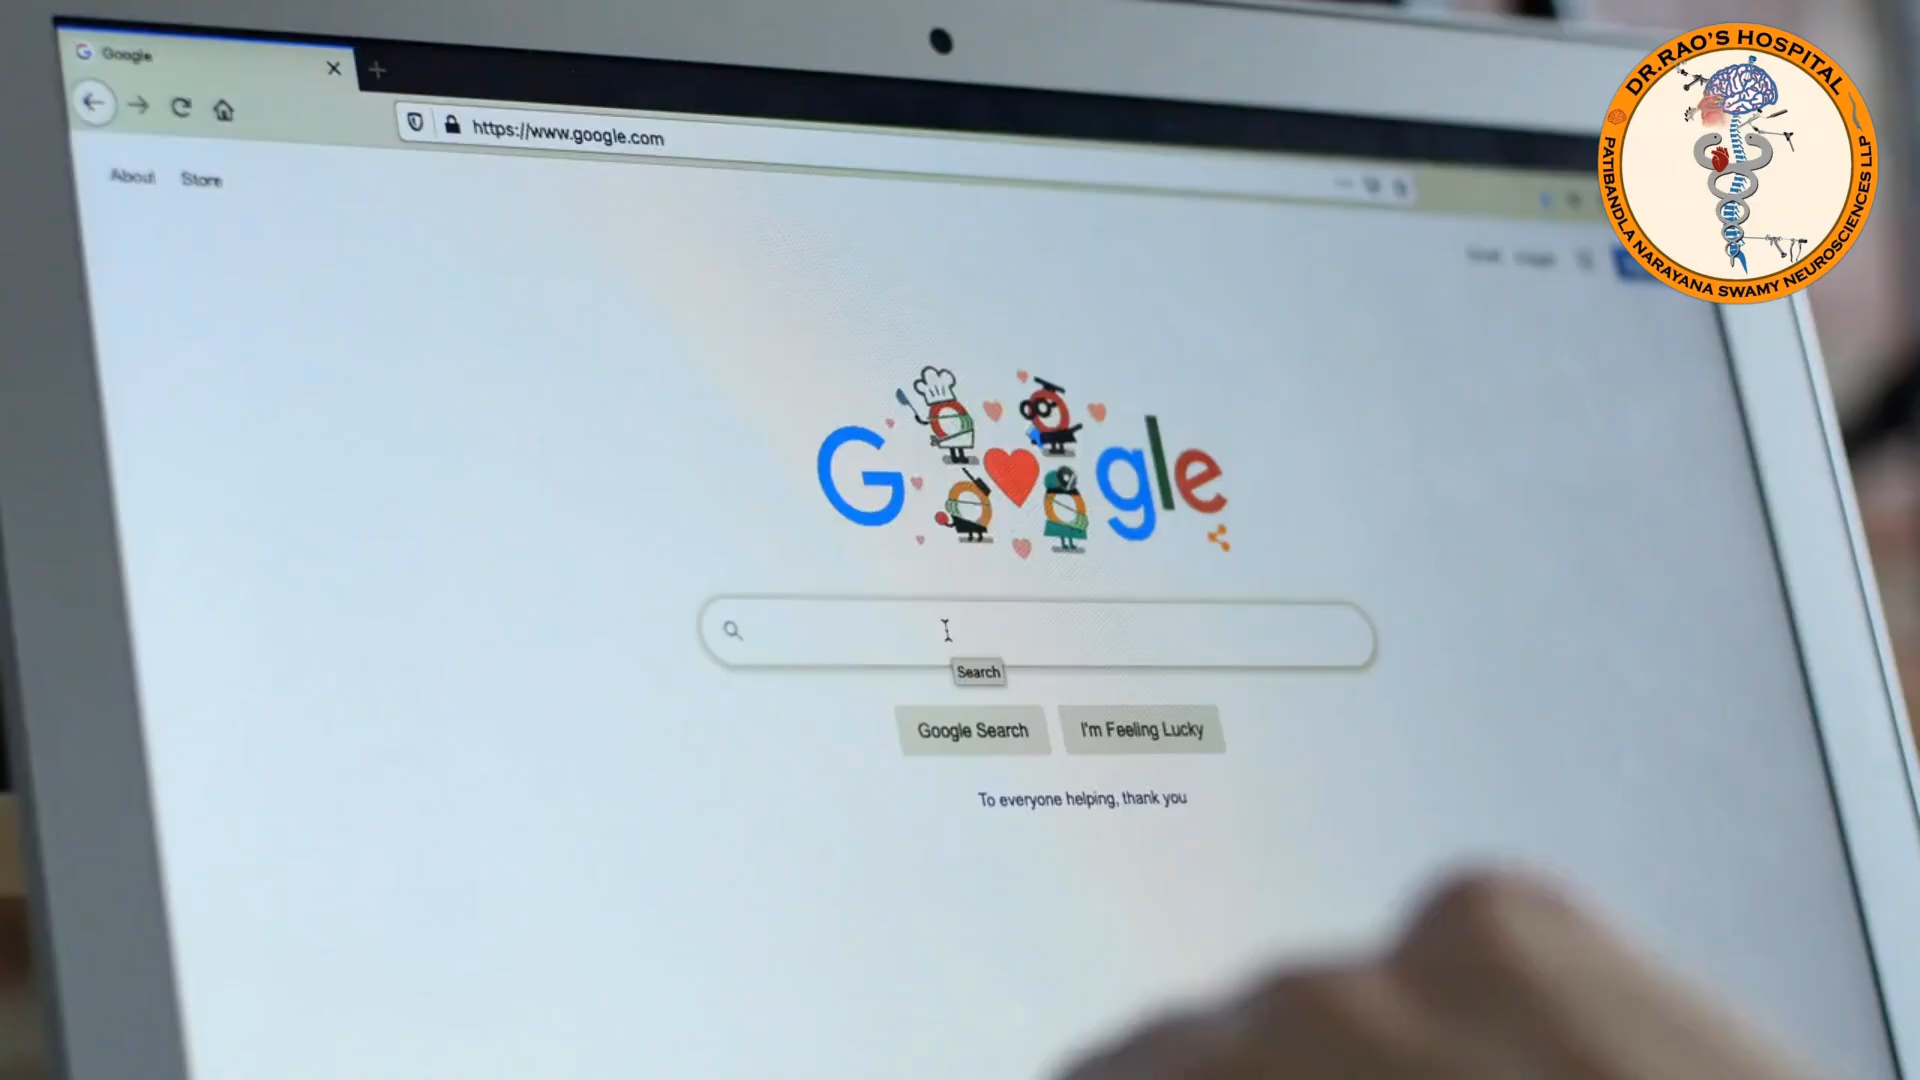 Google
https://www.google.com
About Store
Google
Search
Google Search I'm Feeling Lucky
To everyone helping, thank you
DR.RAO'S HOSPITAL
PATIBANDLA NARAYANA SWAMY NEUROSCIENCES LLP